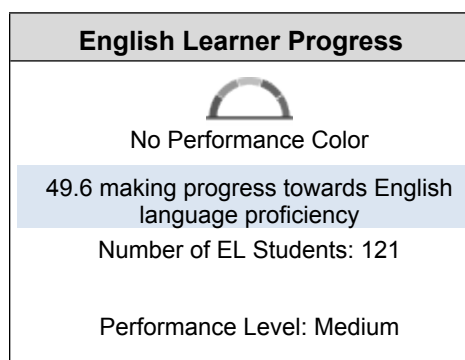 English Learner Progress
No Performance Color
49.6 making progress towards English
language proficiency
Number of EL Students: 121
Performance Level: Medium